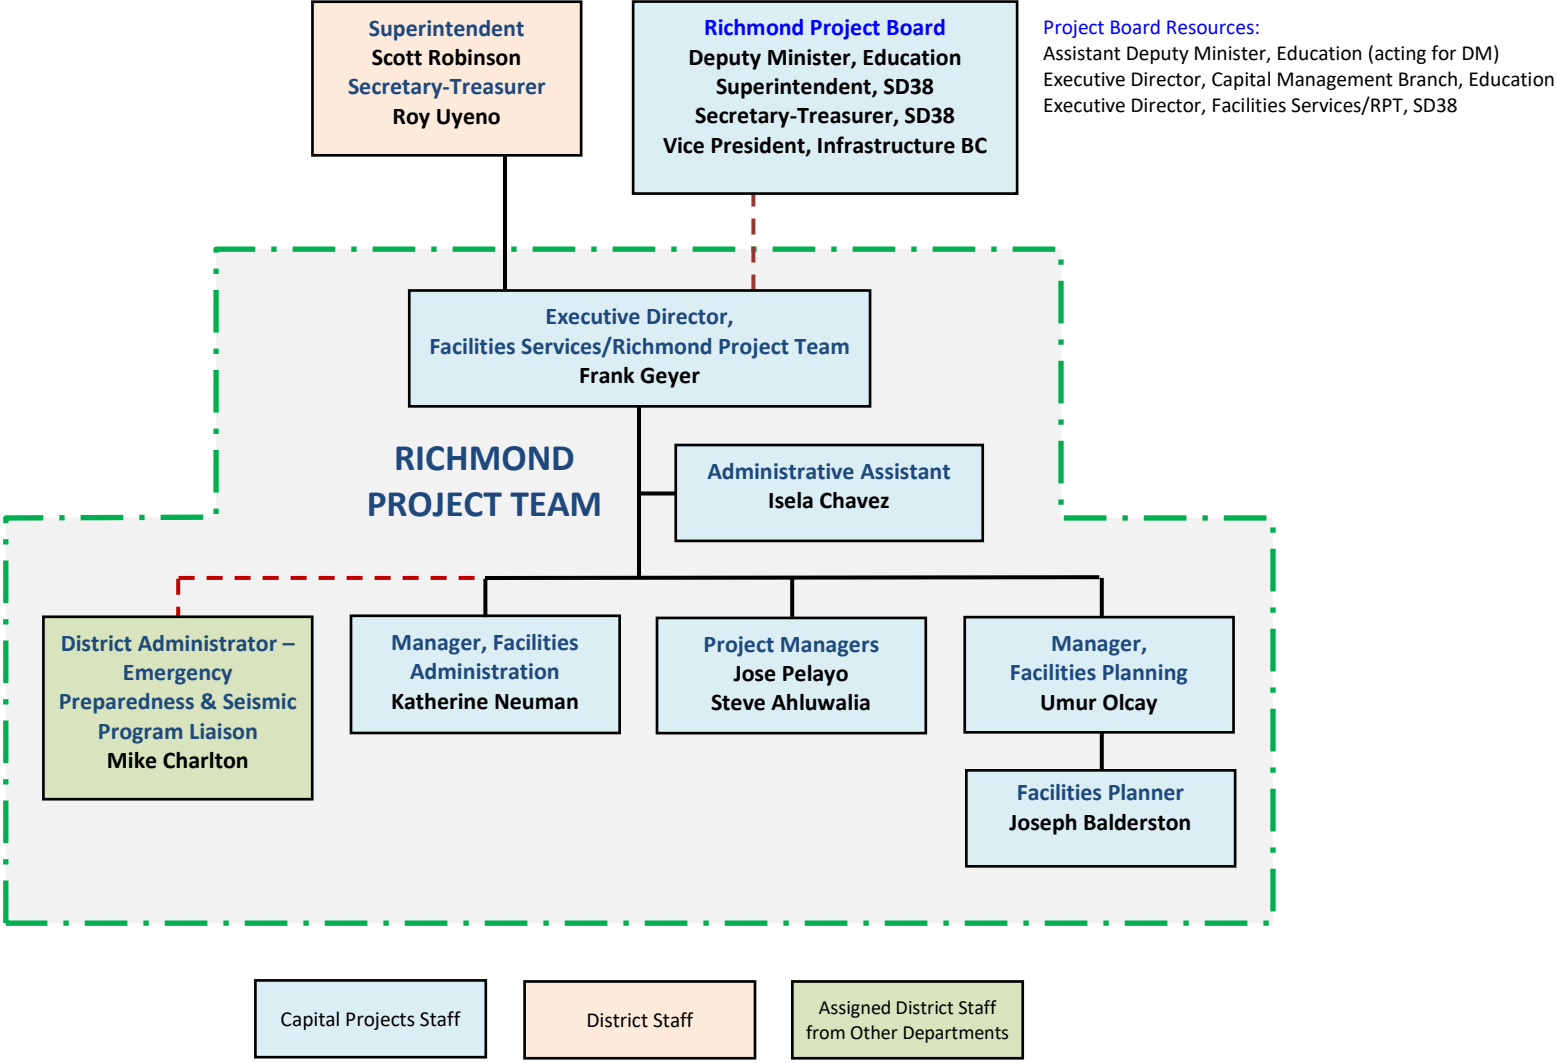 Superintendent
Scott Robinson
Secretary-Treasurer
Roy Uyeno
Richmond Project Board
Deputy Minister, Education
Superintendent, SD38
Secretary-Treasurer, SD38
Vice President, Infrastructure BC
Project Board Resources:
Assistant Deputy Minister, Education (acting for DM)
Executive Director, Capital Management Branch, Education
Executive Director, Facilities Services/RPT, SD38
Executive Director,
Facilities Services/Richmond Project Team
Frank Geyer
RICHMOND
PROJECT TEAM
Administrative Assistant
Isela Chavez
District Administrator –
Emergency
Preparedness & Seismic
Program Liaison
Mike Charlton
Manager, Facilities
Administration
Katherine Neuman
Project Managers
Jose Pelayo
Steve Ahluwalia
Manager,
Facilities Planning
Umur Olcay
Facilities Planner
Joseph Balderston
Capital Projects Staff
District Staff
Assigned District Staff
from Other Departments